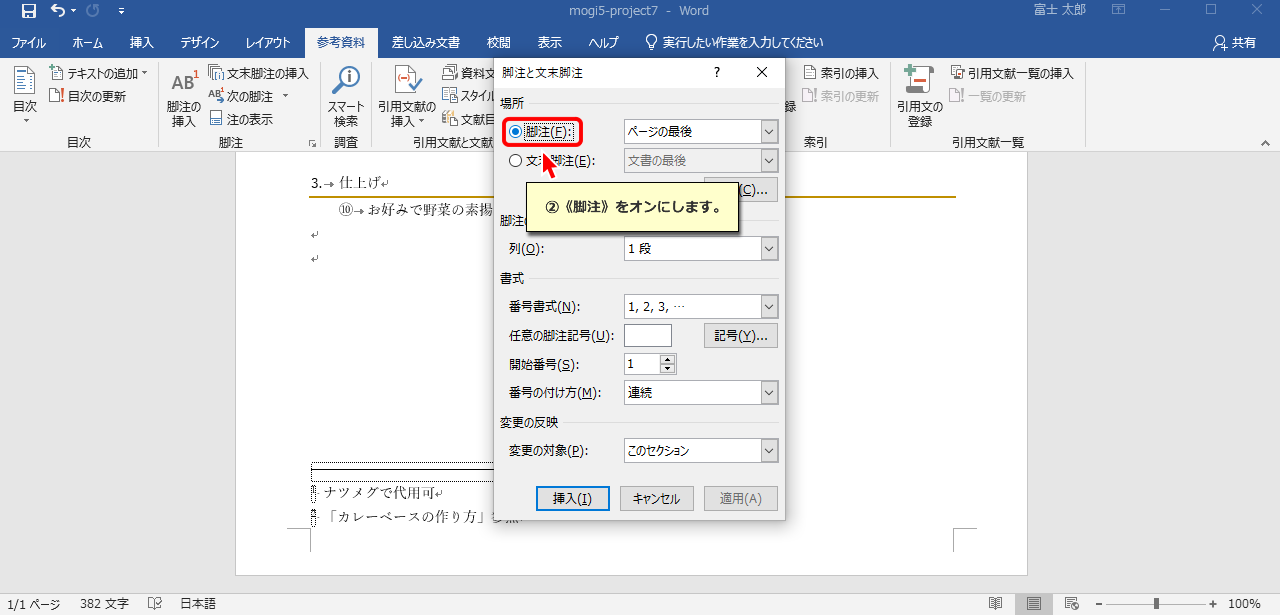 mogi5-project7 - Word
富士 太郎
ファイル ホーム 挿入 デザイン レイアウト 参考資料 差し込み文書 校閲 表示 ヘルプ 実行したい作業を入力してください 共有
目次
テキストの追加
目次の更新
目次
AB1
脚注の挿入
文末脚注の挿入
次の脚注
注の表示
脚注
スマート検索
調査
引用文献の挿入
資料文
スタイル
文献目
引用文献と文献
録
索引の挿入
索引の更新
索引
引用文の登録
引用文献一覧の挿入
一覧の更新
引用文献一覧
3.→ 仕上げ↵
⑩→お好みで野菜の素揚
↵
↵
ナツメグで代用可↵
「カレーベースの作り方」
脚注と文末脚注 ?
場所
脚注(F): ページの最後
文末脚注(E): 文書の最後
(C)...
②《脚注》をオンにします。
列(O): 1 段
書式
番号書式(N): 1, 2, 3, …
任意の脚注記号(U): 記号(Y)...
開始番号(S): 1
番号の付け方(M): 連続
変更の反映
変更の対象(P): このセクション
挿入(I) キャンセル 適用(A)
1/1 ページ 382 文字 日本語 100%